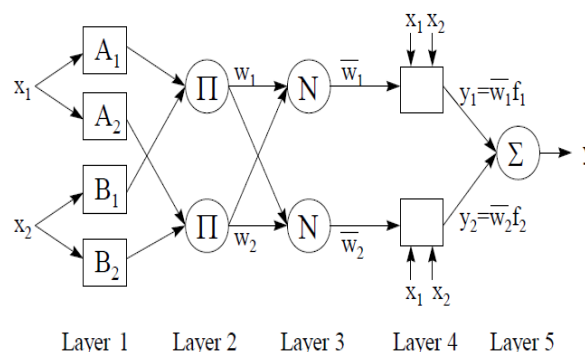 x₁ x₂
A₁
w₁ w̅₁
Π N
y₁=w̅₁f₁
x₁
A₂
Σ y
B₁
x₂
y₂=w̅₂f₂
B₂ Π N
w₂ w̅₂
x₁ x₂
Layer 1 Layer 2 Layer 3 Layer 4 Layer 5